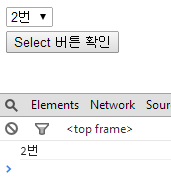 2번
Select 버튼 확인
Elements Network Sour
<top frame>
2번